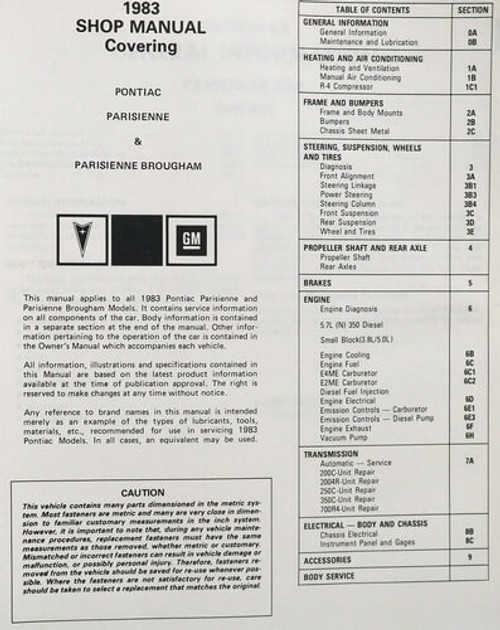 1983
SHOP MANUAL
Covering
PONTIAC
PARISIENNE
&
PARISIENNE BROUGHAM
GM
This manual applies to all 1983 Pontiac Parisienne and
Parisienne Brougham Models. It contains service information
on all components of the car. Body information is contained
in a separate section at the end of the manual. Other infor-
mation pertaining to the operation of the car is contained in
the Owner's Manual which accompanies each vehicle.
All information, illustrations and specifications contained in
this Manual are based on the latest product information
available at the time of publication approval. The right is
reserved to make changes at any time without notice.
Any reference to brand names in this manual is intended
merely as an example of the types of lubricants, tools,
materials, etc., recommended for use in servicing 1983
Pontiac Models. In all cases, an equivalent may be used.
CAUTION
This vehicle contains many parts dimensioned in the metric sys-
tem. Most fasteners are metric and many are very close in dimen-
sion to familiar customary measurements in the inch system.
However, it is important to note that, during any vehicle mainte-
nance procedures, replacement fasteners must have the same
measurements as those removed, whether metric or customary.
Mismatched or incorrect fasteners can result in vehicle damage or
malfunction, or possibly personal injury. Therefore, fasteners re-
moved from the vehicle should be saved for re-use whenever pos-
sible. Where the fasteners are not satisfactory for re-use, care
should be taken to select a replacement that matches the original.
TABLE OF CONTENTS SECTION
GENERAL INFORMATION
General Information 0A
Maintenance and Lubrication 0B
HEATING AND AIR CONDITIONING
Heating and Ventilation 1A
Manual Air Conditioning 1B
R-4 Compressor 1C1
FRAME AND BUMPERS
Frame and Body Mounts 2A
Bumpers 2B
Chassis Sheet Metal 2C
STEERING, SUSPENSION, WHEELS
AND TIRES
Diagnosis 3
Front Alignment 3A
Steering Linkage 3B1
Power Steering 3B3
Steering Column 3B4
Front Suspension 3C
Rear Suspension 3D
Wheel and Tires 3E
PROPELLER SHAFT AND REAR AXLE 4
Propeller Shaft
Rear Axles
BRAKES 5
ENGINE
Engine Diagnosis 6
5.7L (N) 350 Diesel
Small Block(3.8L/5.0L)
Engine Cooling 6B
Engine Fuel 6C
E4ME Carburetor 6C1
E2ME Carburetor 6C2
Diesel Fuel Injection
Engine Electrical 6D
Emission Controls — Carburetor 6E1
Emission Controls — Diesel Pump 6E3
Engine Exhaust 6F
Vacuum Pump 6H
TRANSMISSION
Automatic — Service 7A
200C-Unit Repair
2004R-Unit Repair
250C-Unit Repair
350C-Unit Repair
700R4-Unit Repair
ELECTRICAL — BODY AND CHASSIS
Chassis Electrical 8B
Instrument Panel and Gages 8C
ACCESSORIES 9
BODY SERVICE